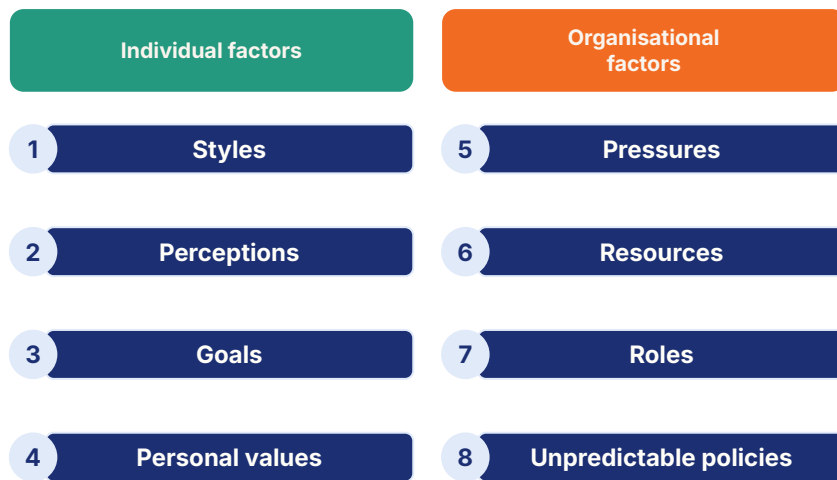 Individual factors
Organisational
factors
1 Styles
5 Pressures
2 Perceptions
6 Resources
3 Goals
7 Roles
4 Personal values
8 Unpredictable policies